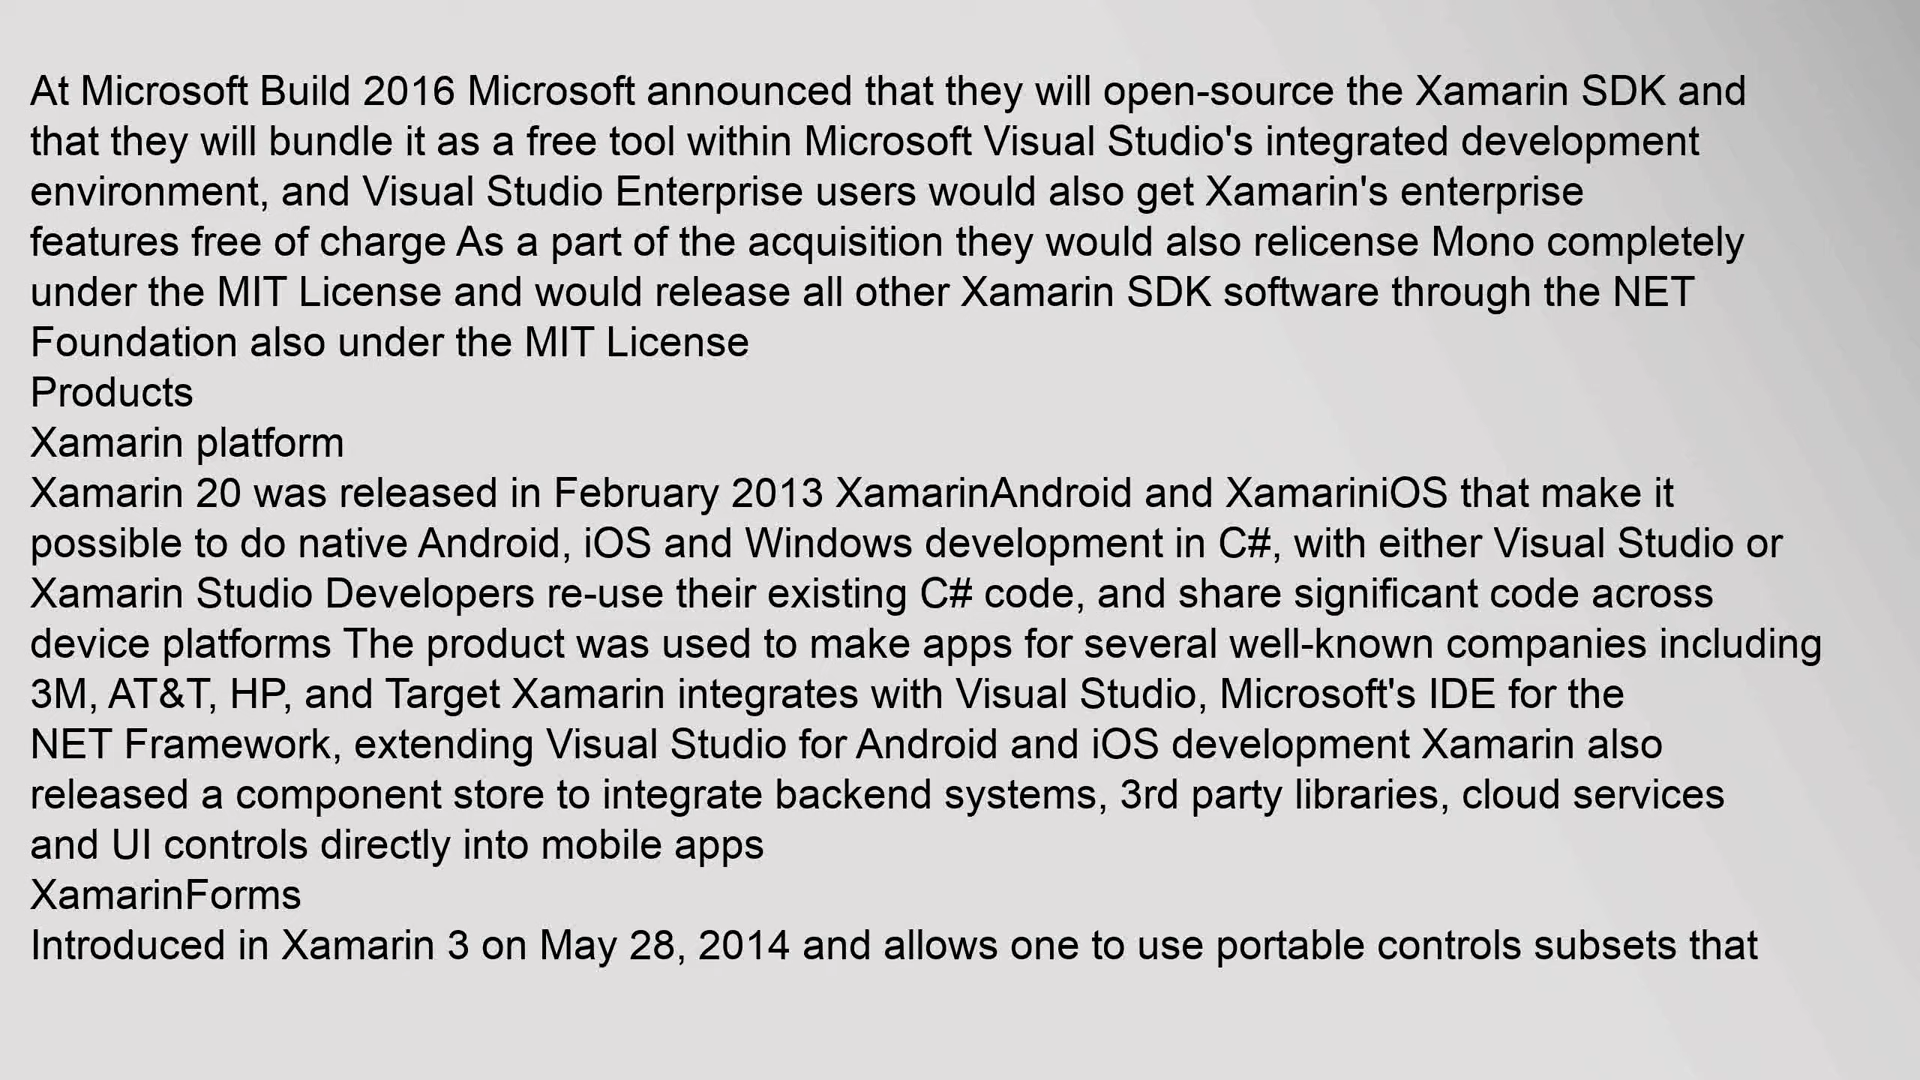 At Microsoft Build 2016 Microsoft announced that they will open-source the Xamarin SDK and
that they will bundle it as a free tool within Microsoft Visual Studio's integrated development
environment, and Visual Studio Enterprise users would also get Xamarin's enterprise
features free of charge As a part of the acquisition they would also relicense Mono completely
under the MIT License and would release all other Xamarin SDK software through the NET
Foundation also under the MIT License
Products
Xamarin platform
Xamarin 20 was released in February 2013 XamarinAndroid and XamariniOS that make it
possible to do native Android, iOS and Windows development in C#, with either Visual Studio or
Xamarin Studio Developers re-use their existing C# code, and share significant code across
device platforms The product was used to make apps for several well-known companies including
3M, AT&T, HP, and Target Xamarin integrates with Visual Studio, Microsoft's IDE for the
NET Framework, extending Visual Studio for Android and iOS development Xamarin also
released a component store to integrate backend systems, 3rd party libraries, cloud services
and UI controls directly into mobile apps
XamarinForms
Introduced in Xamarin 3 on May 28, 2014 and allows one to use portable controls subsets that